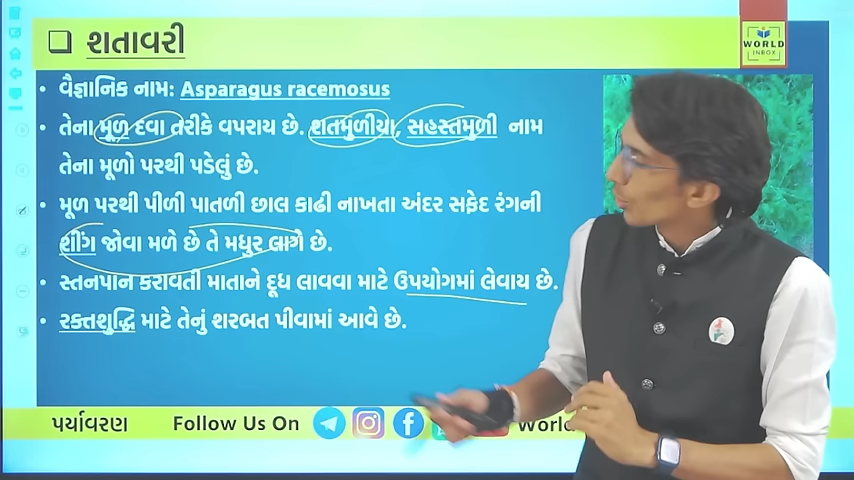 ❑ શતાવરી
WORLD
INBOX
• વૈજ્ઞાનિક નામ: Asparagus racemosus
• તેના મૂળ દવા તરીકે વપરાય છે. શતમુળીયા, સહસ્તમુળી નામ
તેના મૂળો પરથી પડેલું છે.
• મૂળ પરથી પીળી પાતળી છાલ કાઢી નાખતા અંદર સફેદ રંગની
શીંગ જોવા મળે છે તે મધુર લાગે છે.
• સ્તનપાન કરાવતી માતાને દૂધ લાવવા માટે ઉપયોગમાં લેવાય છે.
• રક્તશુદ્ધિ માટે તેનું શરબત પીવામાં આવે છે.
પર્યાવરણ Follow Us On World